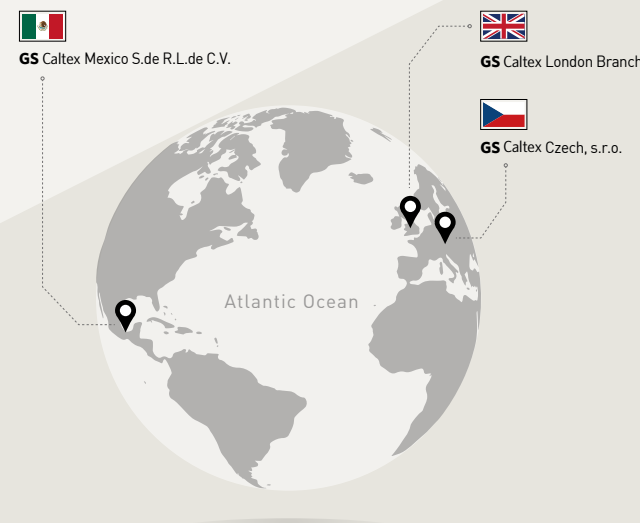 GS Caltex Mexico S.de R.L.de C.V.
GS Caltex London Branch
GS Caltex Czech, s.r.o.
Atlantic Ocean